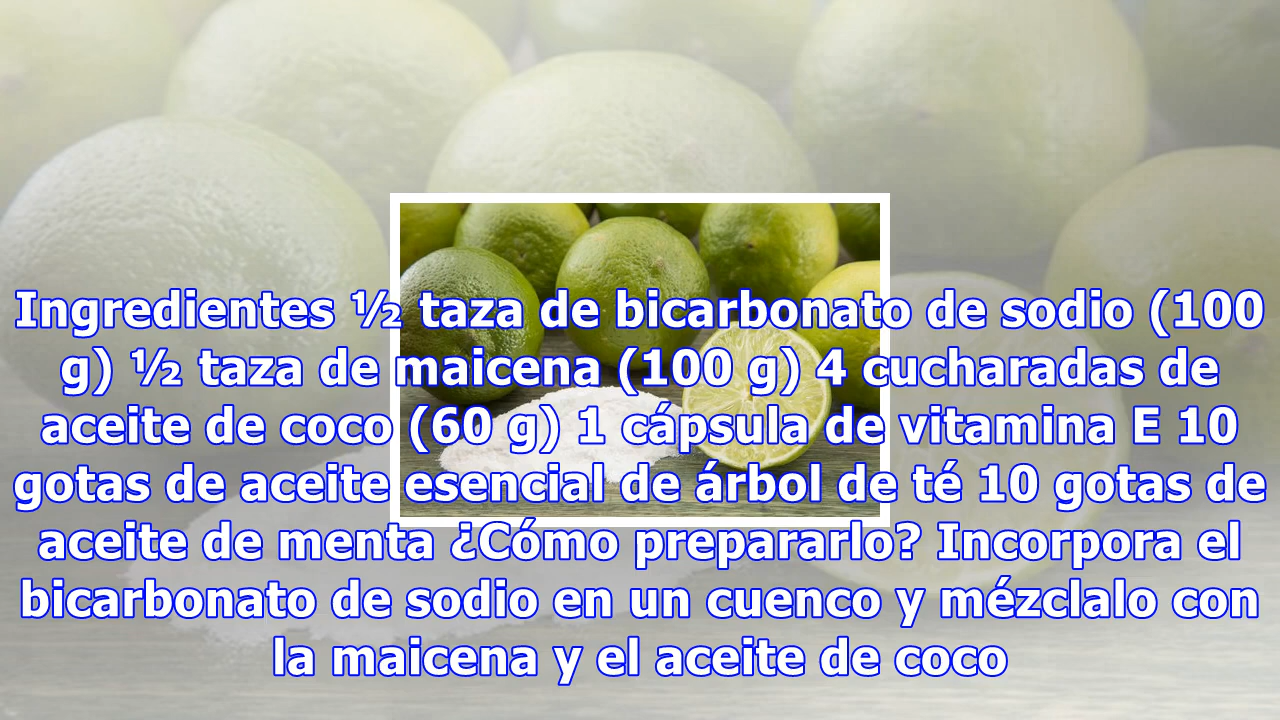 Ingredientes ½ taza de bicarbonato de sodio (100
g) ½ taza de maicena (100 g) 4 cucharadas de
aceite de coco (60 g) 1 cápsula de vitamina E 10
gotas de aceite esencial de árbol de té 10 gotas de
aceite de menta ¿Cómo prepararlo? Incorpora el
bicarbonato de sodio en un cuenco y mézclalo con
la maicena y el aceite de coco